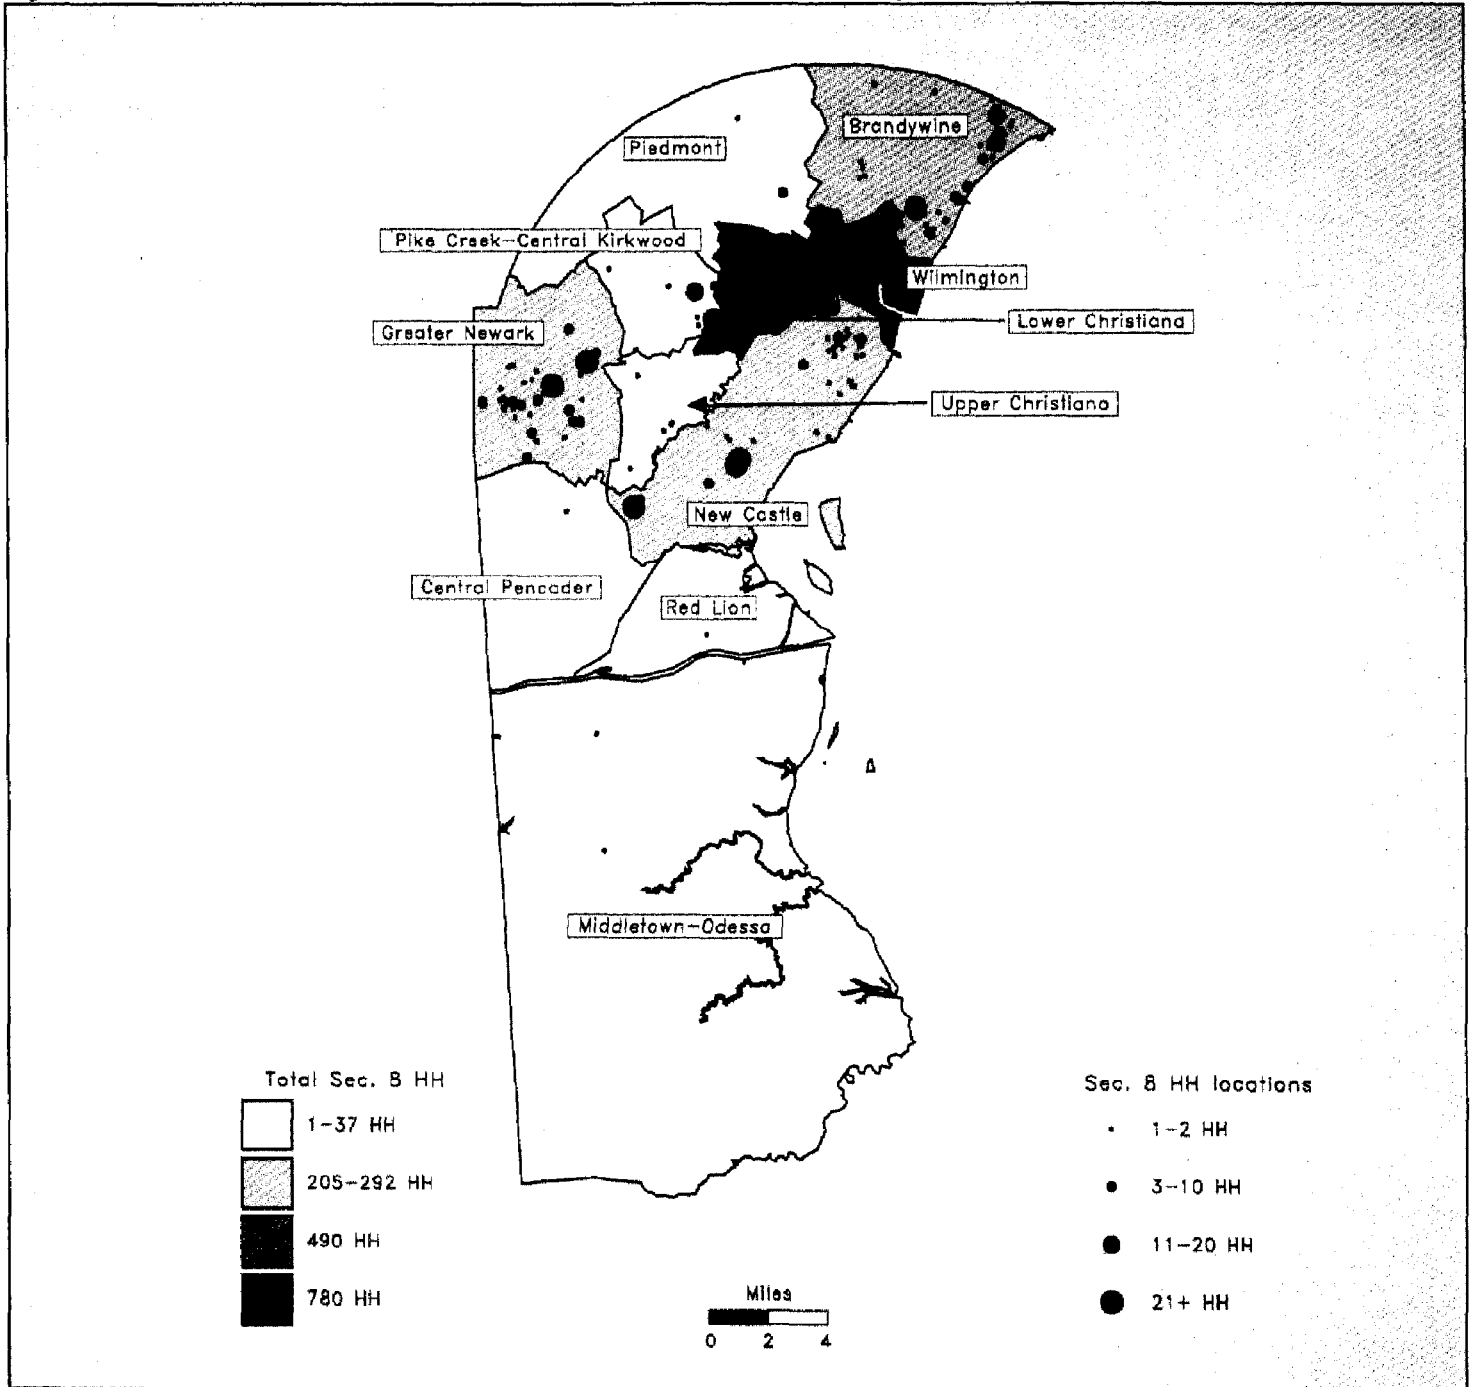 Brandywine
Piedmont
Pike Creek-Central Kirkwood
Wilmington
Lower Christiana
Greater Newark
Upper Christiana
New Castle
Central Pencader
Red Lion
Middletown-Odessa
Total Sec. 8 HH
1-37 HH
205-292 HH
490 HH
780 HH
Sec. 8 HH locations
1-2 HH
3-10 HH
11-20 HH
21+ HH
Miles
0 2 4